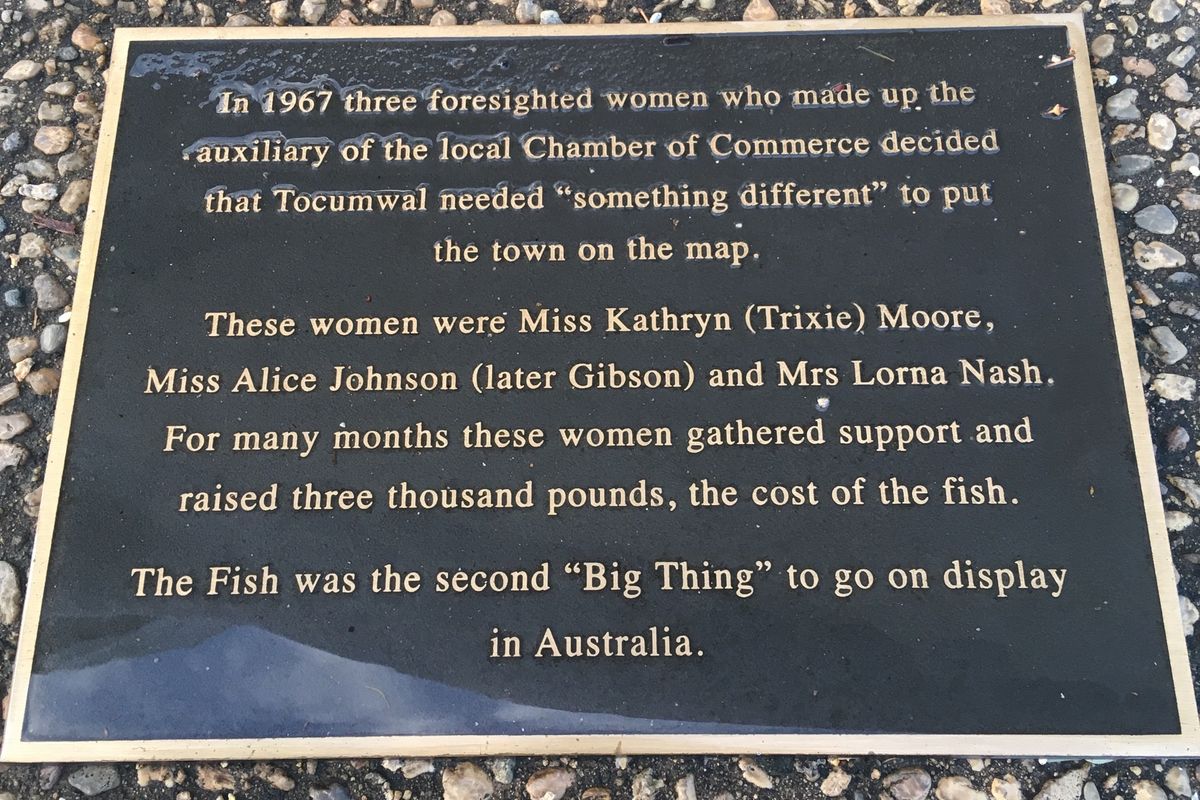 In 1967 three foresighted women who made up the
auxiliary of the local Chamber of Commerce decided
that Tocumwal needed “something different” to put
the town on the map.
These women were Miss Kathryn (Trixie) Moore,
Miss Alice Johnson (later Gibson) and Mrs Lorna Nash.
For many months these women gathered support and
raised three thousand pounds, the cost of the fish.
The Fish was the second “Big Thing” to go on display
in Australia.